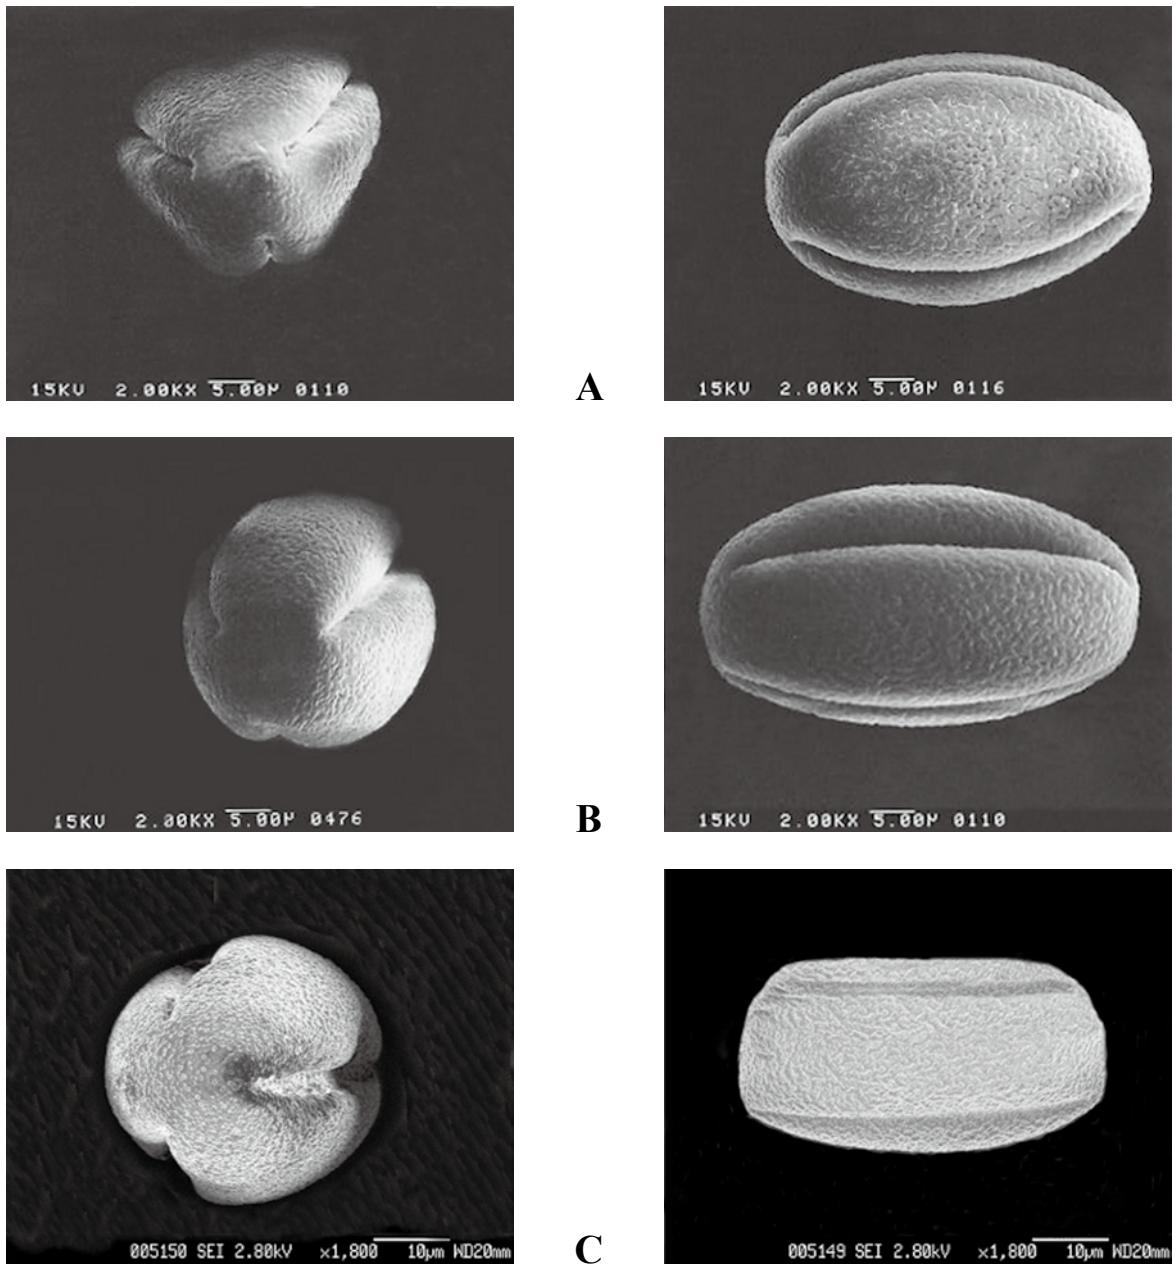 15KV 2.00KX 5.00µ 0110
A
15KV 2.00KX 5.00µ 0116
15KV 2.00KX 5.00µ 0476
B
15KV 2.00KX 5.00µ 0110
005150 SEI 2.80kV ×1,800 10µm WD20mm
C
005149 SEI 2.80kV ×1,800 10µm WD20mm